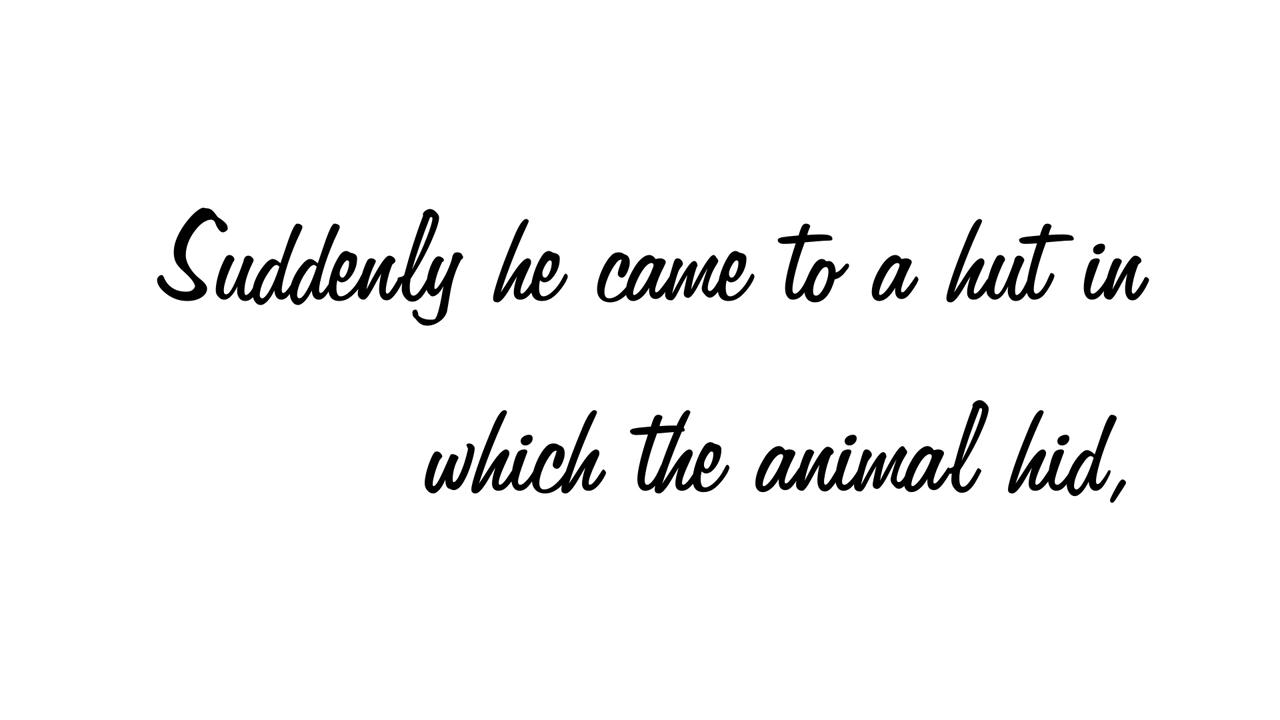 Suddenly he came to a hut in
which the animal hid,